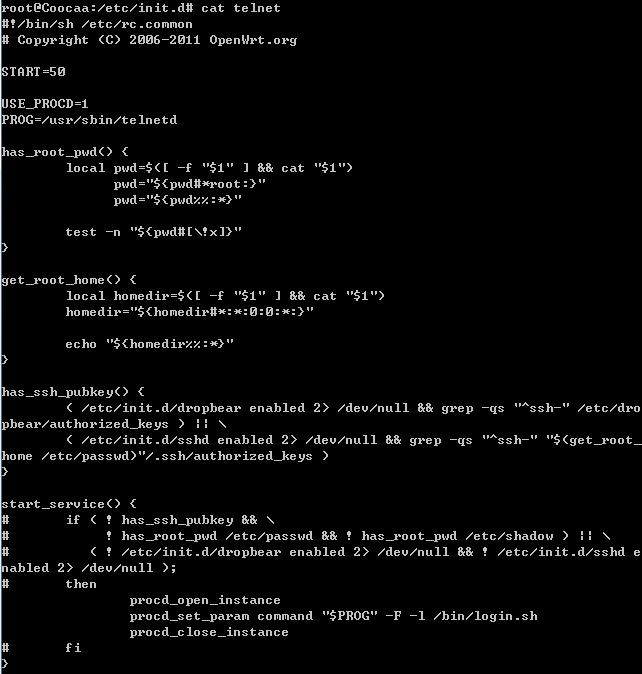 root@Coocaa:/etc/init.d# cat telnet
#!/bin/sh /etc/rc.common
# Copyright (C) 2006-2011 OpenWrt.org

START=50

USE_PROCD=1
PROG=/usr/sbin/telnetd

has_root_pwd() {
        local pwd=$([ -f "$1" ] && cat "$1")
              pwd="${pwd#*root:}"
              pwd="${pwd%%:*}"

        test -n "${pwd#[\!x]}"
}

get_root_home() {
        local homedir=$([ -f "$1" ] && cat "$1")
        homedir="${homedir#*:*:0:0:*:}"

        echo "${homedir%%:*}"
}

has_ssh_pubkey() {
        ( /etc/init.d/dropbear enabled 2> /dev/null && grep -qs "^ssh-" /etc/dro
pbear/authorized_keys ) || \
        ( /etc/init.d/sshd enabled 2> /dev/null && grep -qs "^ssh-" "$(get_root_
home /etc/passwd)"/.ssh/authorized_keys )
}

start_service() {
#       if ( ! has_ssh_pubkey && \
#            ! has_root_pwd /etc/passwd && ! has_root_pwd /etc/shadow ) || \
#          ( ! /etc/init.d/dropbear enabled 2> /dev/null && ! /etc/init.d/sshd e
nabled 2> /dev/null );
#       then
                procd_open_instance
                procd_set_param command "$PROG" -F -l /bin/login.sh
                procd_close_instance
#       fi
}